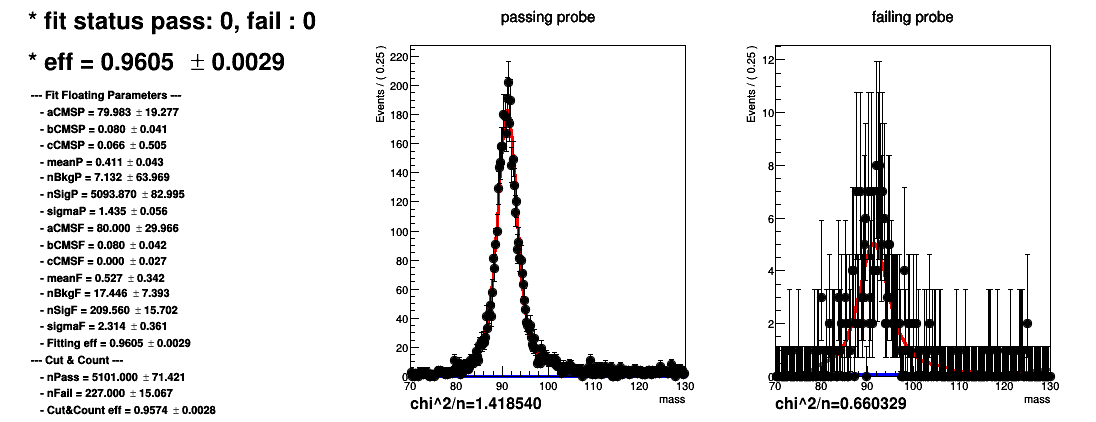 * fit status pass: 0, fail : 0
* eff = 0.9605 ± 0.0029
--- Fit Floating Parameters ---
- aCMSP = 79.983 ± 19.277
- bCMSP = 0.080 ± 0.041
- cCMSP = 0.066 ± 0.505
- meanP = 0.411 ± 0.043
- nBkgP = 7.132 ± 63.969
- nSigP = 5093.870 ± 82.995
- sigmaP = 1.435 ± 0.056
- aCMSF = 80.000 ± 29.966
- bCMSF = 0.080 ± 0.042
- cCMSF = 0.000 ± 0.027
- meanF = 0.527 ± 0.342
- nBkgF = 17.446 ± 7.393
- nSigF = 209.560 ± 15.702
- sigmaF = 2.314 ± 0.361
- Fitting eff = 0.9605 ± 0.0029
--- Cut & Count ---
- nPass = 5101.000 ± 71.421
- nFail = 227.000 ± 15.067
- Cut&Count eff = 0.9574 ± 0.0028
passing probe
Events / ( 0.25 )
220
200
180
160
140
120
100
80
60
40
20
0
70 80 90 100 110 120 130
mass
chi^2/n=1.418540
failing probe
Events / ( 0.25 )
12
10
8
6
4
2
0
70 80 90 100 110 120 130
mass
chi^2/n=0.660329